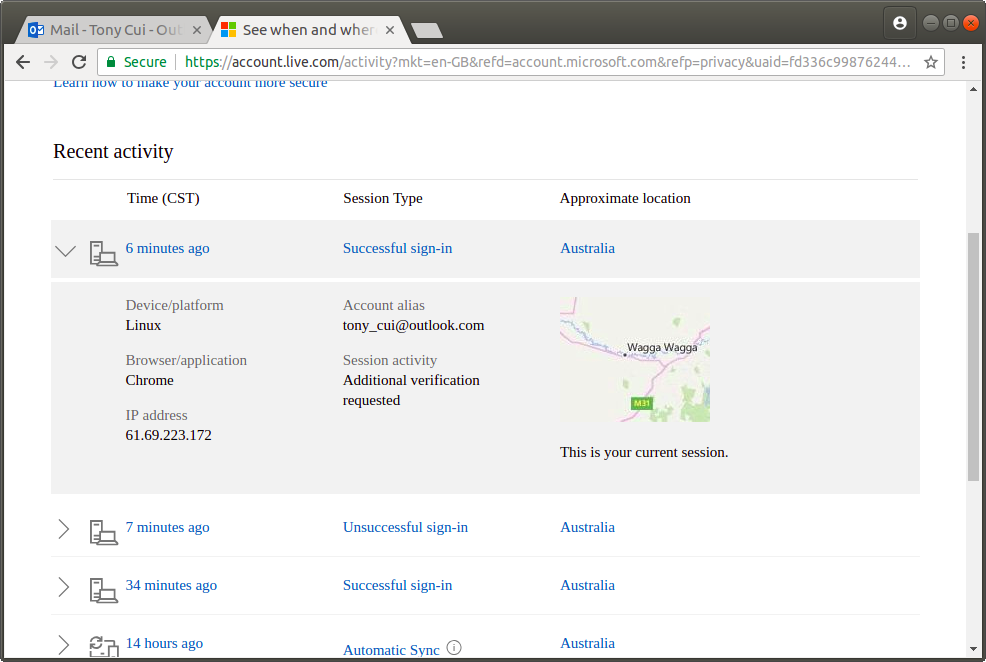 Mail - Tony Cui - Out
See when and wher
Secure
https://account.live.com/activity?mkt=en-GB&refd=account.microsoft.com&refp=privacy&uaid=fd336c99876244...
Learn how to make your account more secure
Recent activity
Time (CST) Session Type Approximate location
6 minutes ago Successful sign-in Australia
Device/platform Account alias
Linux tony_cui@outlook.com
Wagga Wagga
Browser/application Session activity
Chrome Additional verification
requested
M31
IP address
61.69.223.172
This is your current session.
7 minutes ago Unsuccessful sign-in Australia
34 minutes ago Successful sign-in Australia
14 hours ago Automatic Sync Australia